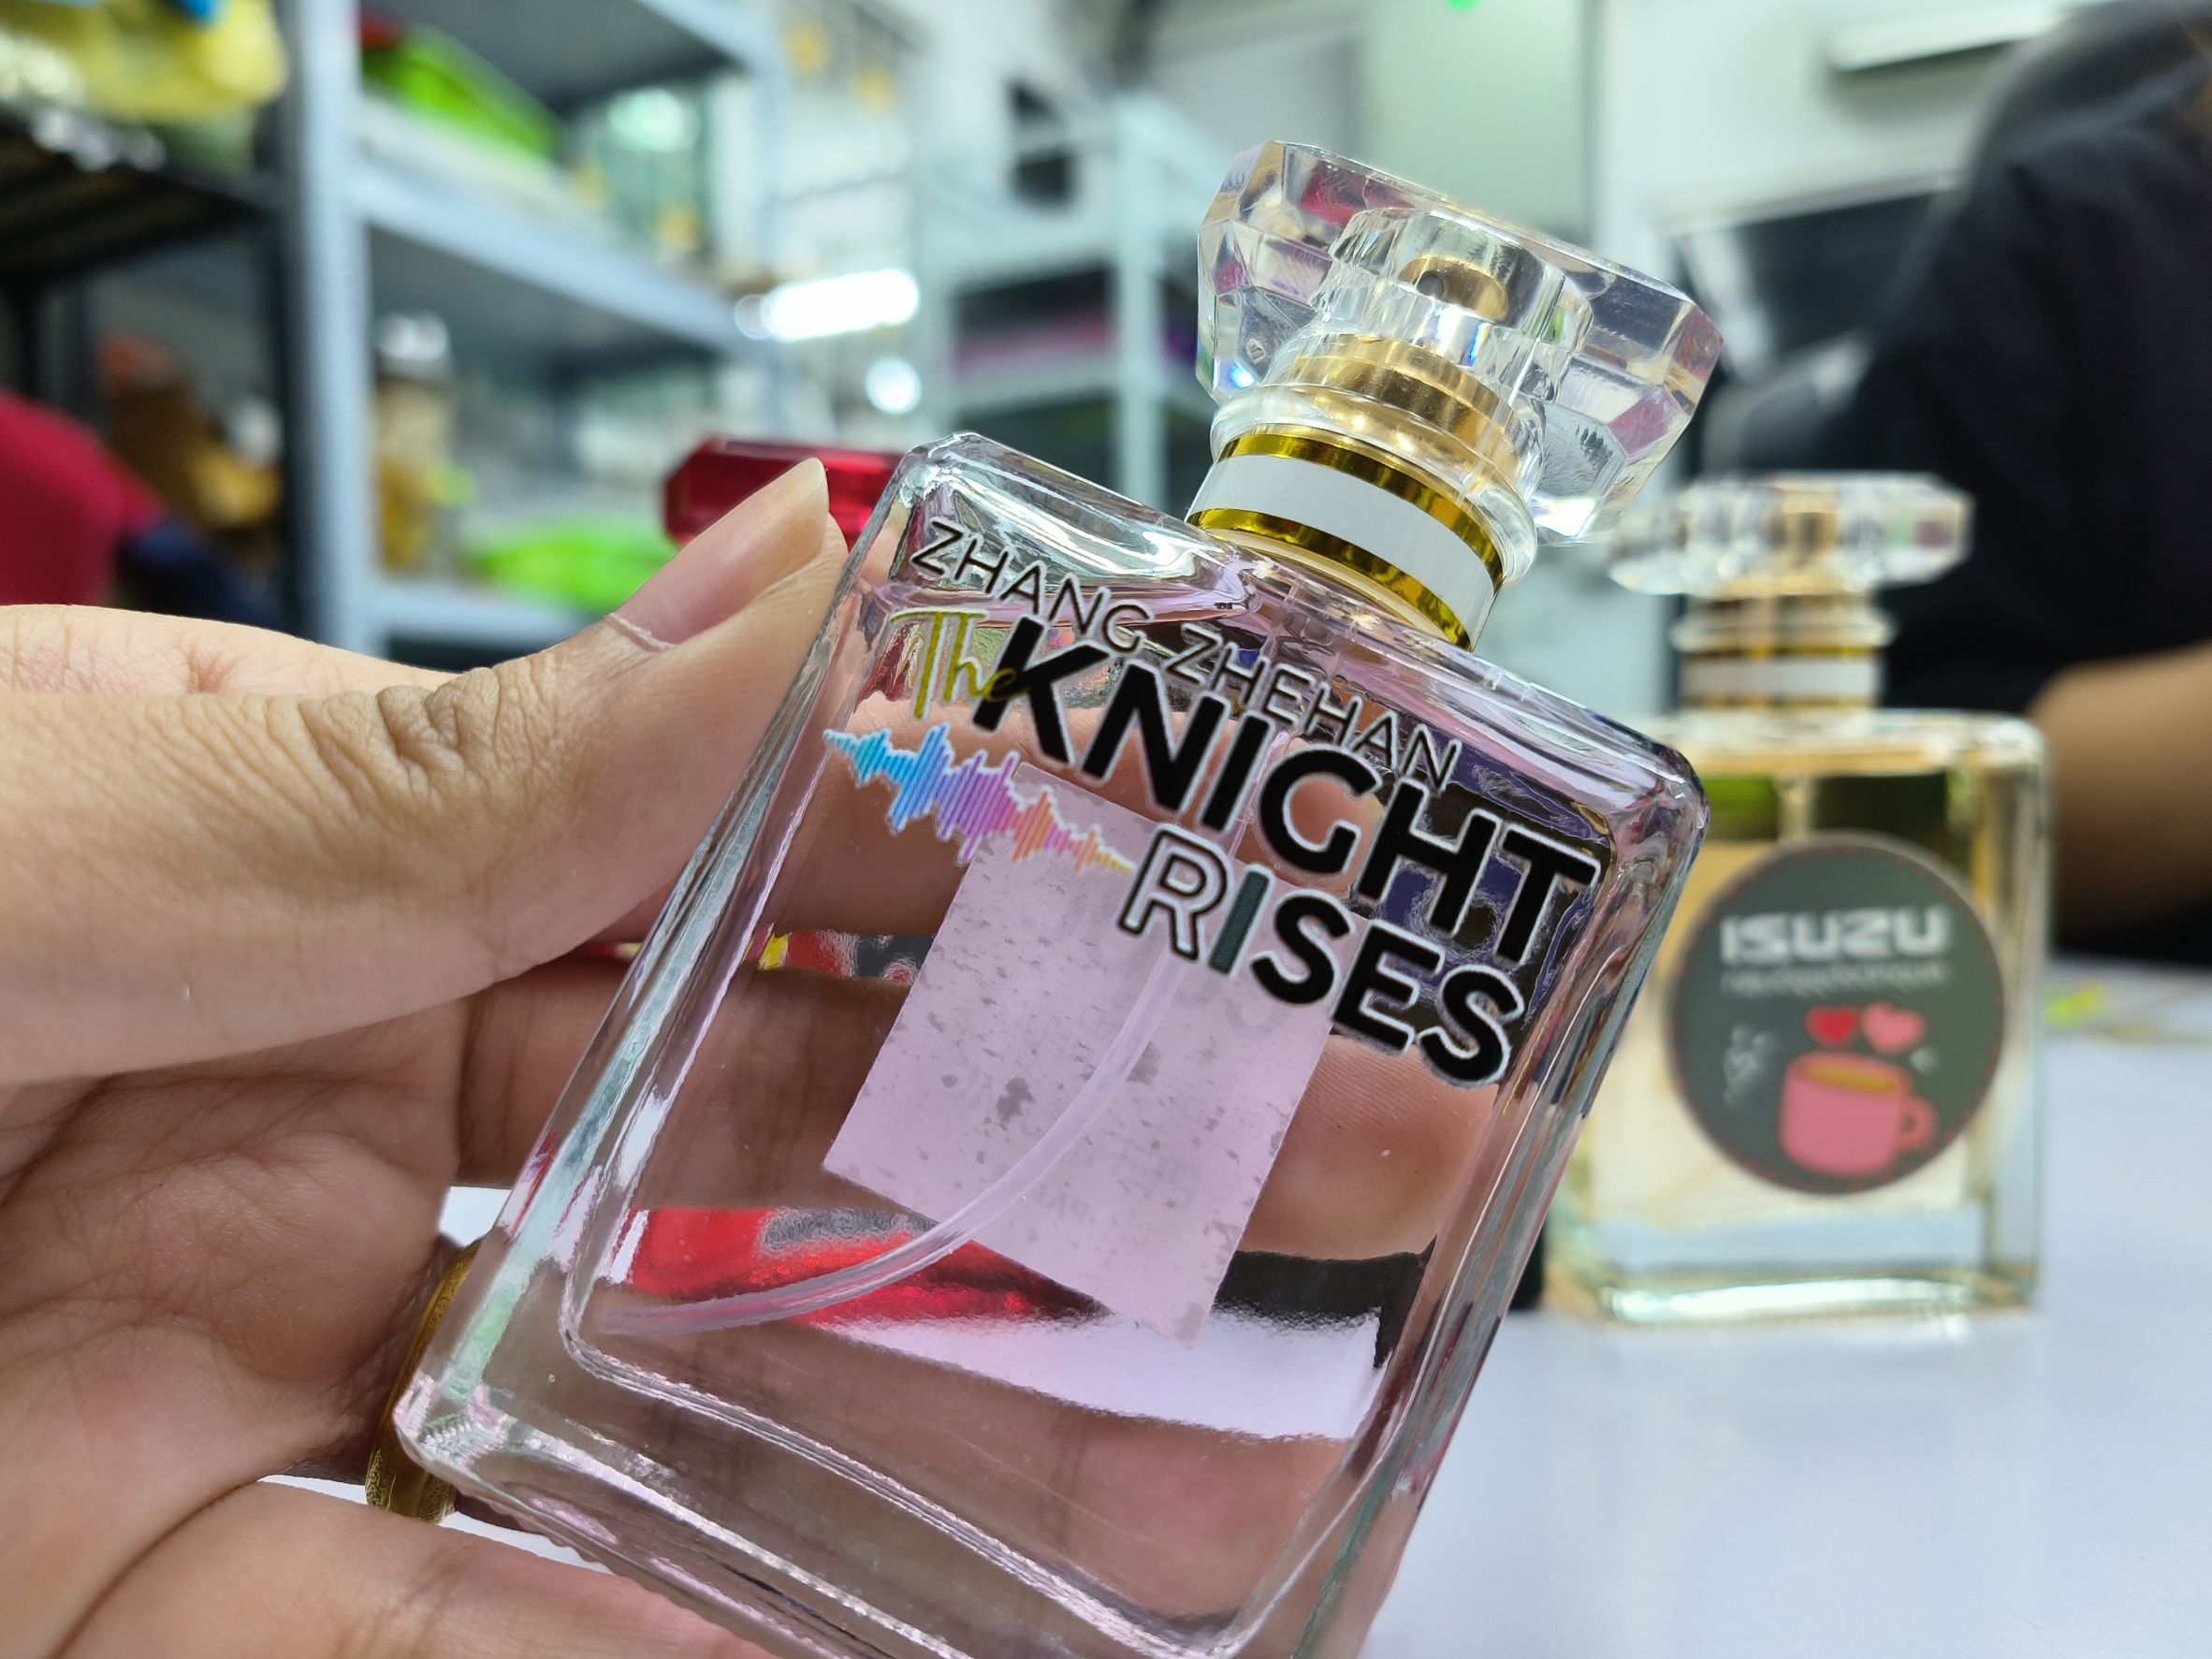 ZHANG ZHEHAN
The KNIGHT
RISES
ISUZU